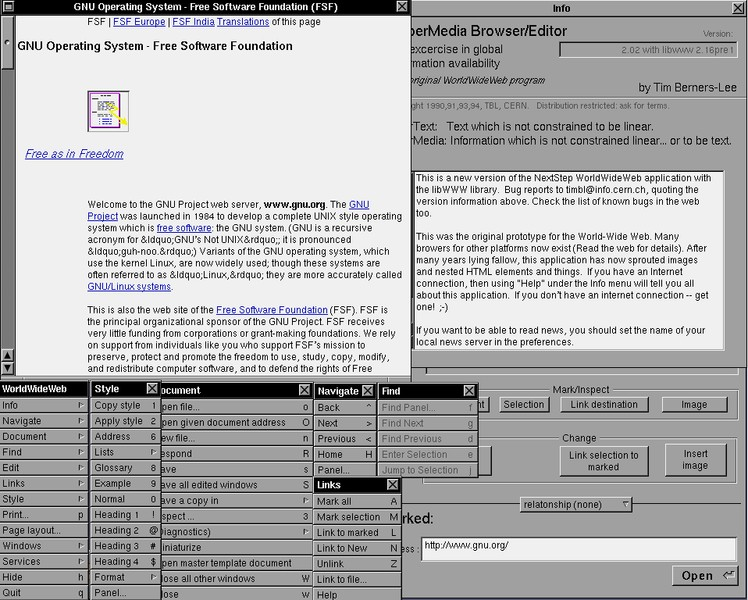 GNU Operating System - Free Software Foundation (FSF)
FSF | FSF Europe | FSF India Translations of this page
GNU Operating System - Free Software Foundation
Free as in Freedom
Welcome to the GNU Project web server, www.gnu.org. The GNU
Project was launched in 1984 to develop a complete UNIX style operating
system which is free software: the GNU system. (GNU is a recursive
acronym for &ldquo;GNU's Not UNIX&rdquo;; it is pronounced
&ldquo;guh-noo.&rdquo;) Variants of the GNU operating system, which
use the kernel Linux, are now widely used; though these systems are
often referred to as &ldquo;Linux,&rdquo; they are more accurately called
GNU/Linux systems.
This is also the web site of the Free Software Foundation (FSF). FSF is
the principal organizational sponsor of the GNU Project. FSF receives
very little funding from corporations or grant-making foundations. We rely
on support from individuals like you who support FSF's mission to
preserve, protect and promote the freedom to use, study, copy, modify,
and redistribute computer software, and to defend the rights of Free
Info
perMedia Browser/Editor
Version:
excercise in global
2.02 with libwww 2.16pre1
rmation availability
original WorldWideWeb program
by Tim Berners-Lee
ght 1990,91,93,94, TBL, CERN. Distribution restricted: ask for terms.
rText: Text which is not constrained to be linear.
rMedia: Information which is not constrained linear... or to be text.
This is a new version of the NextStep WorldWideWeb application with
the libWWW library. Bug reports to timbl@info.cern.ch, quoting the
version information above. Check the list of known bugs in the web
too.
This was the original prototype for the World-Wide Web. Many
browers for other platforms now exist (Read the web for details). After
many years lying fallow, this application has now sprouted images
and nested HTML elements and things. If you have an Internet
connection, then using "Help" under the Info menu will tell you all
about this application. If you don't have an internet connection -- get
one! ;-)
If you want to be able to read news, you should set the name of your
local news server in the preferences.
WorldWideWeb
Info
Navigate
Document
Find
Edit
Links
Style
Print... p
Page layout...
Windows
Services
Hide h
Quit q
Style
Copy style 1
Apply style 2
Address 6
Lists
Glossary 8
Example 9
Normal 0
Heading 1 !
Heading 2 @
Heading 3 #
Heading 4 $
Format
Panel...
ocument
pen file... o
pen given document address O
ew file... n
espond R
ave s
ave all edited windows S
ave a copy in
spect ... 3
Diagnostics)
iniaturize
pen master template document
lose all other windows W
lose w
Navigate
Back ^
Next >
Previous <
Home H
Panel...
Find
Find Panel... f
Find Next g
Find Previous d
Enter Selection e
Jump to Selection j
Links
Mark all A
Mark selection M
Link to marked L
Link to New N
Unlink Z
Link to file...
Help
Mark/Inspect
nt
Selection
Link destination
Image
Change
Link selection to
marked
Insert
image
relationship (none)
rked:
ess :
http://www.gnu.org/
Open